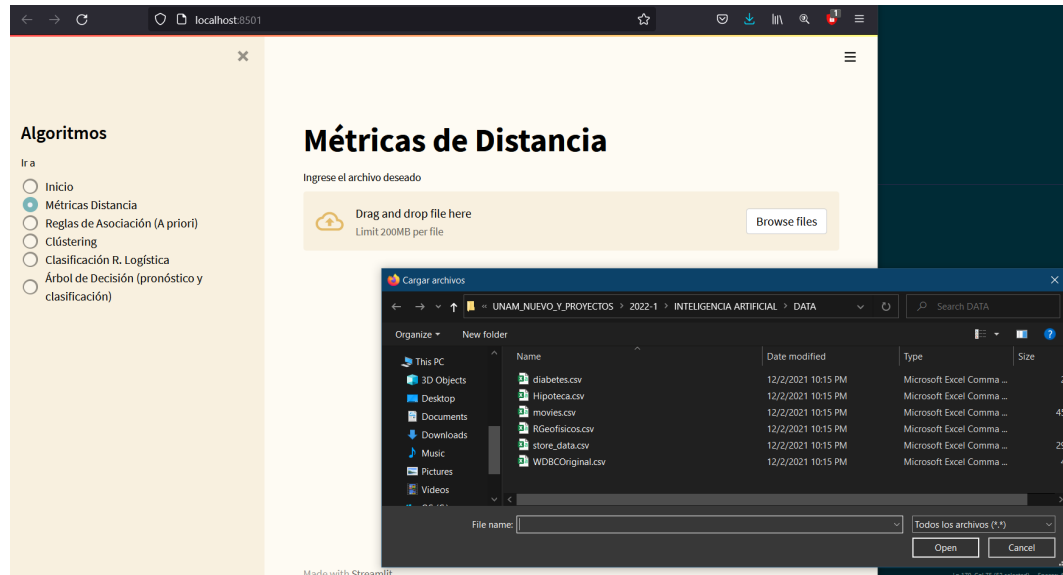 localhost:8501
1
Algoritmos
Ir a
Inicio
Métricas Distancia
Reglas de Asociación (A priori)
Clústering
Clasificación R. Logística
Árbol de Decisión (pronóstico y
clasificación)
Métricas de Distancia
Ingrese el archivo deseado
Drag and drop file here
Limit 200MB per file
Browse files
Cargar archivos
« UNAM_NUEVO_Y_PROYECTOS > 2022-1 > INTELIGENCIA ARTIFICIAL > DATA
Search DATA
Organize
New folder
This PC
3D Objects
Desktop
Documents
Downloads
Music
Pictures
Videos
Name Date modified Type Size
diabetes.csv 12/2/2021 10:15 PM Microsoft Excel Comma ...
Hipoteca.csv 12/2/2021 10:15 PM Microsoft Excel Comma ...
movies.csv 12/2/2021 10:15 PM Microsoft Excel Comma ... 45
RGeofisicos.csv 12/2/2021 10:15 PM Microsoft Excel Comma ...
store_data.csv 12/2/2021 10:15 PM Microsoft Excel Comma ... 29
WDBCOriginal.csv 12/2/2021 10:15 PM Microsoft Excel Comma ...
File name:
Todos los archivos (*.*)
Open
Cancel
Made with Streamlit